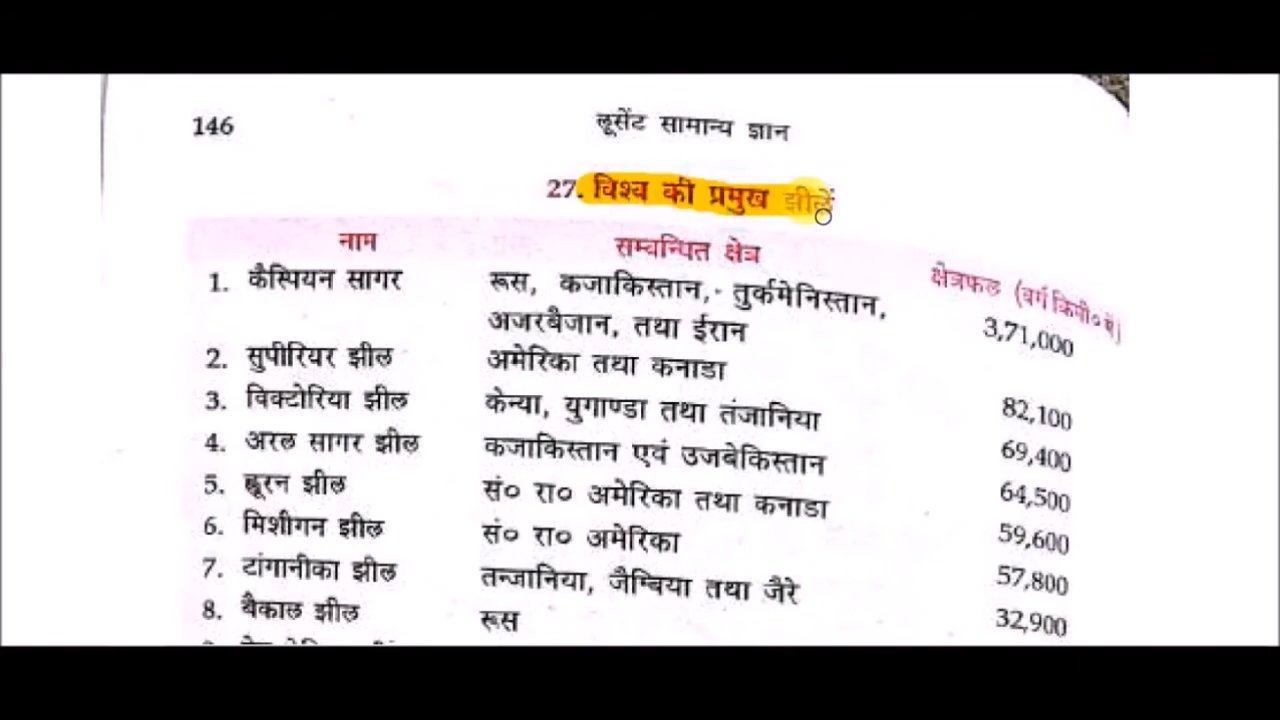 146
लूसेंट सामान्य ज्ञान
27. विश्व की प्रमुख झीलें
नाम सम्वन्धित क्षेत्र क्षेत्रफल (वर्ग किमी० में)
1. कैस्पियन सागर रूस, कजाकिस्तान, तुर्कमेनिस्तान,
अजरबैजान, तथा ईरान 3,71,000
2. सुपीरियर झील अमेरिका तथा कनाडा 82,100
3. विक्टोरिया झील केन्या, युगाण्डा तथा तंजानिया 69,400
4. अरल सागर झील कजाकिस्तान एवं उजबेकिस्तान 64,500
5. ह्यूरन झील सं० रा० अमेरिका तथा कनाडा 59,600
6. मिशीगन झील सं० रा० अमेरिका 57,800
7. टांगानीका झील तन्जानिया, जैम्बिया तथा जैरे 32,900
8. बैकाल झील रूस